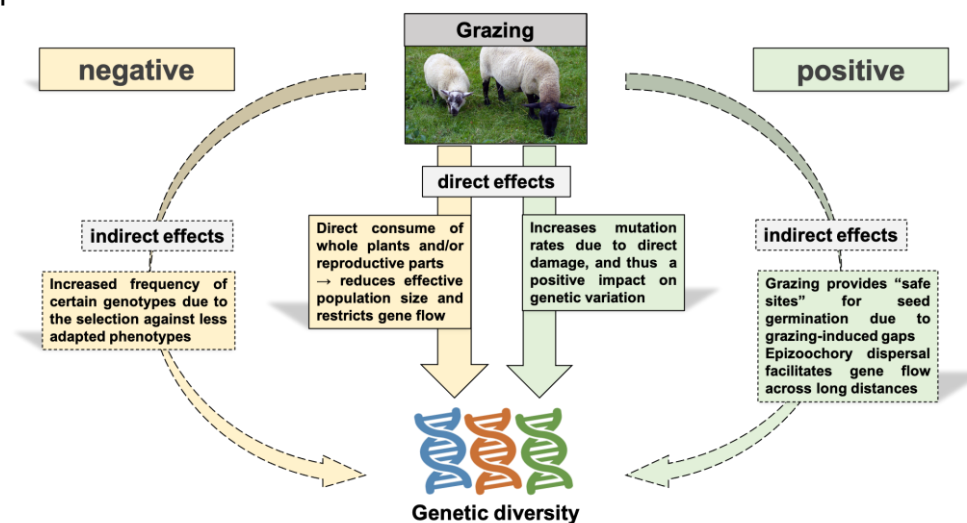 Grazing
negative
positive
direct effects
indirect effects
Increased frequency of
certain genotypes due to
the selection against less
adapted phenotypes
Direct consume of
whole plants and/or
reproductive parts
→ reduces effective
population size and
restricts gene flow
Increases mutation
rates due to direct
damage, and thus a
positive impact on
genetic variation
indirect effects
Grazing provides “safe
sites” for seed
germination due to
grazing-induced gaps
Epizoochory dispersal
facilitates gene flow
across long distances
Genetic diversity